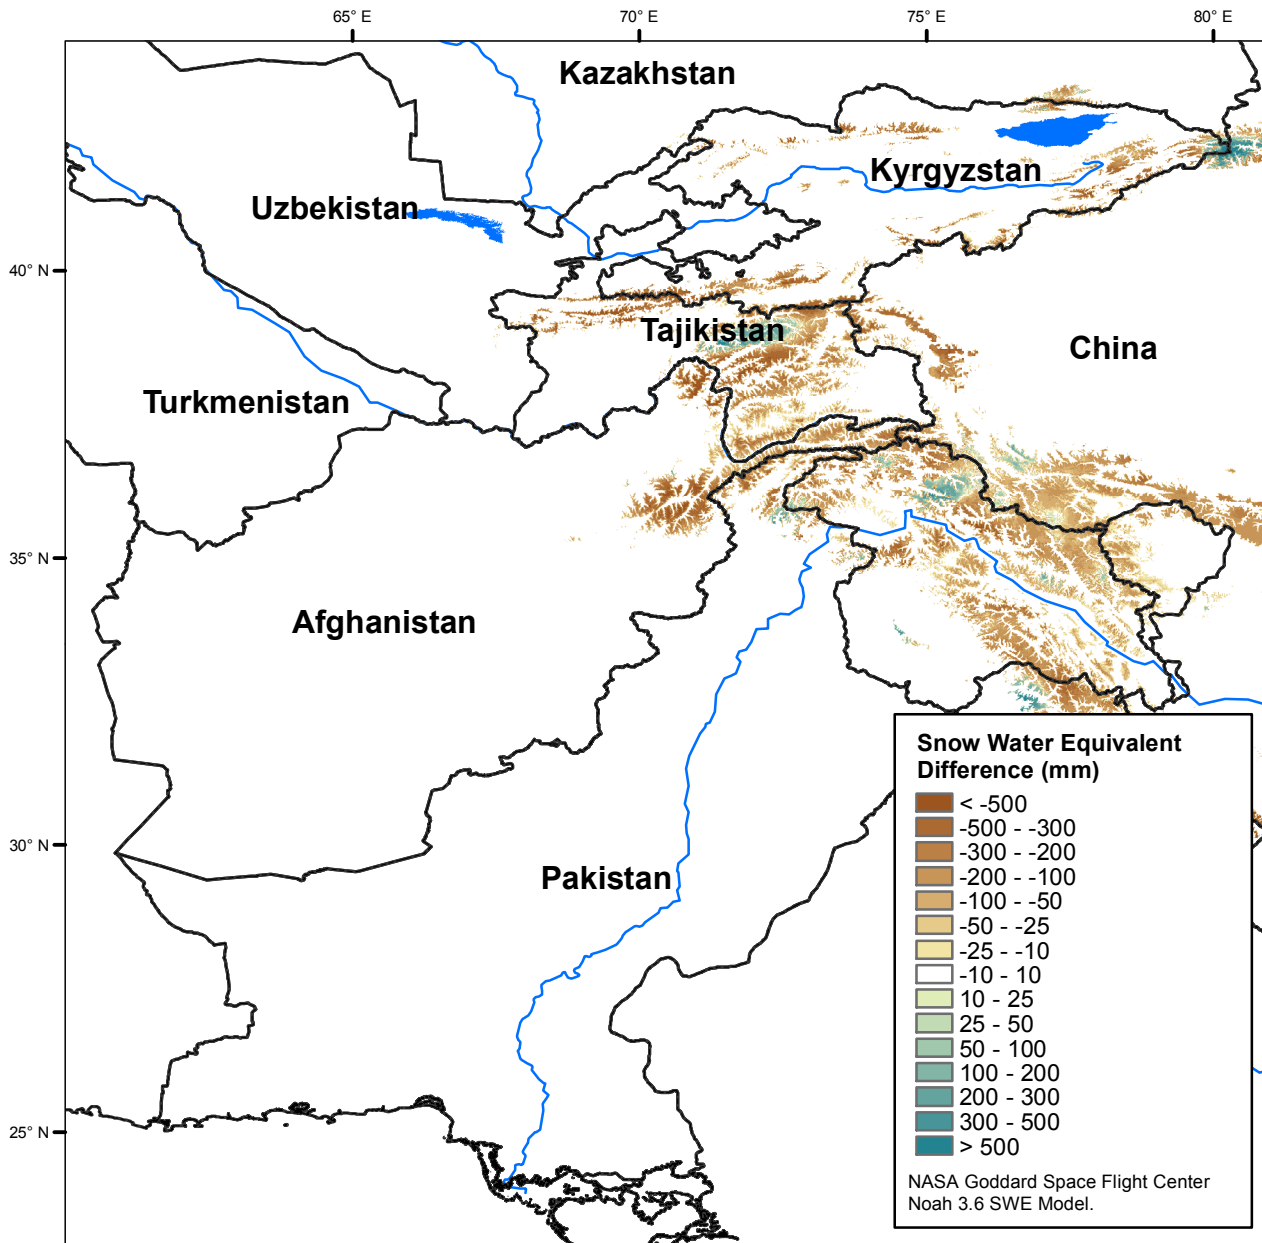 65° E
70° E
75° E
80° E
Kazakhstan
Kyrgyzstan
Uzbekistan
40° N
Tajikistan
China
Turkmenistan
35° N
Afghanistan
30° N
Pakistan
25° N
Snow Water Equivalent
Difference (mm)
< -500
-500 - -300
-300 - -200
-200 - -100
-100 - -50
-50 - -25
-25 - -10
-10 - 10
10 - 25
25 - 50
50 - 100
100 - 200
200 - 300
300 - 500
> 500
NASA Goddard Space Flight Center
Noah 3.6 SWE Model.